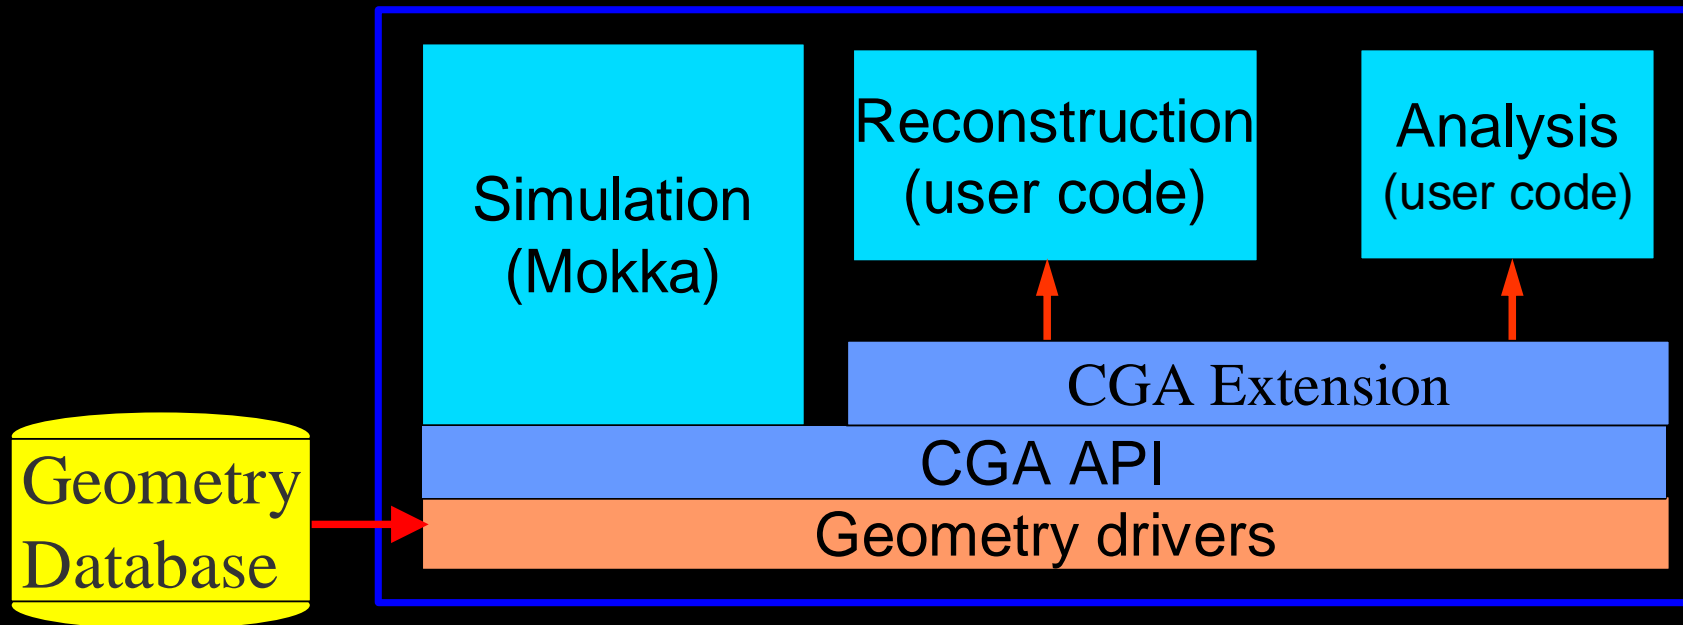 Simulation
(Mokka)
Reconstruction
(user code)
Analysis
(user code)
CGA Extension
CGA API
Geometry drivers
Geometry
Database